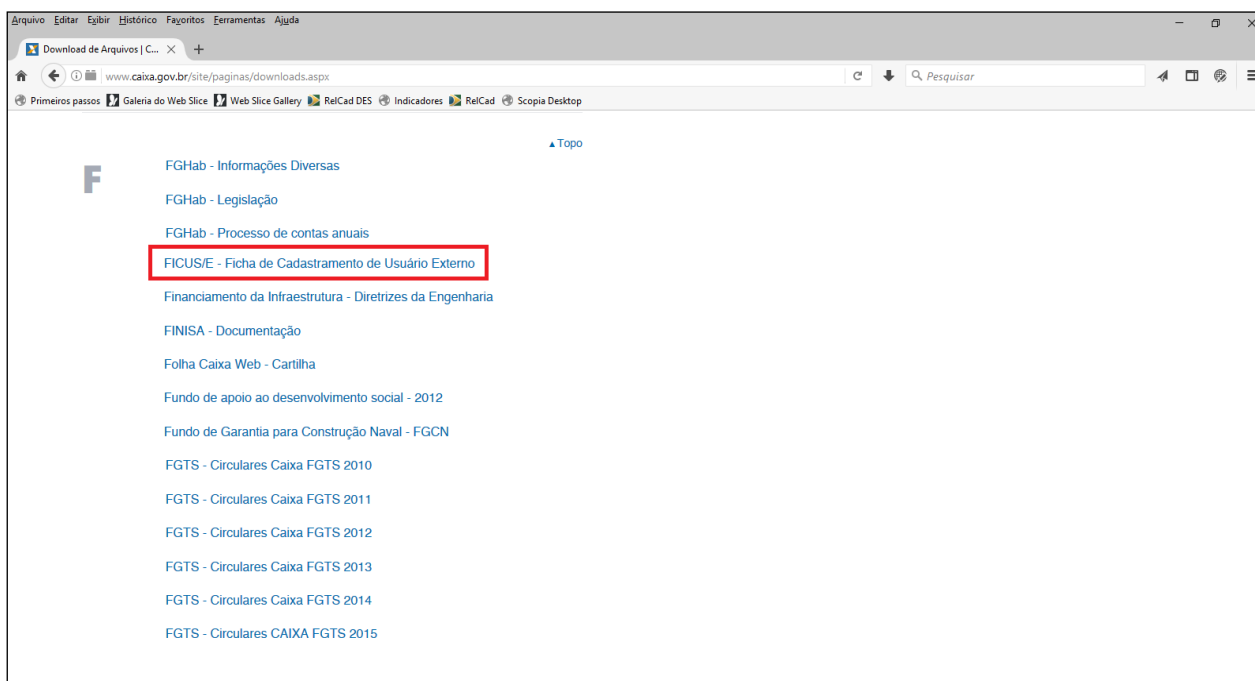 Arquivo Editar Exibir Histórico Favoritos Ferramentas Ajuda
Download de Arquivos | C...
www.caixa.gov.br/site/paginas/downloads.aspx
Pesquisar
Primeiros passos Galeria do Web Slice Web Slice Gallery RelCad DES Indicadores RelCad Scopia Desktop
▲Topo
F
FGHab - Informações Diversas
FGHab - Legislação
FGHab - Processo de contas anuais
FICUS/E - Ficha de Cadastramento de Usuário Externo
Financiamento da Infraestrutura - Diretrizes da Engenharia
FINISA - Documentação
Folha Caixa Web - Cartilha
Fundo de apoio ao desenvolvimento social - 2012
Fundo de Garantia para Construção Naval - FGCN
FGTS - Circulares Caixa FGTS 2010
FGTS - Circulares Caixa FGTS 2011
FGTS - Circulares Caixa FGTS 2012
FGTS - Circulares Caixa FGTS 2013
FGTS - Circulares Caixa FGTS 2014
FGTS - Circulares CAIXA FGTS 2015